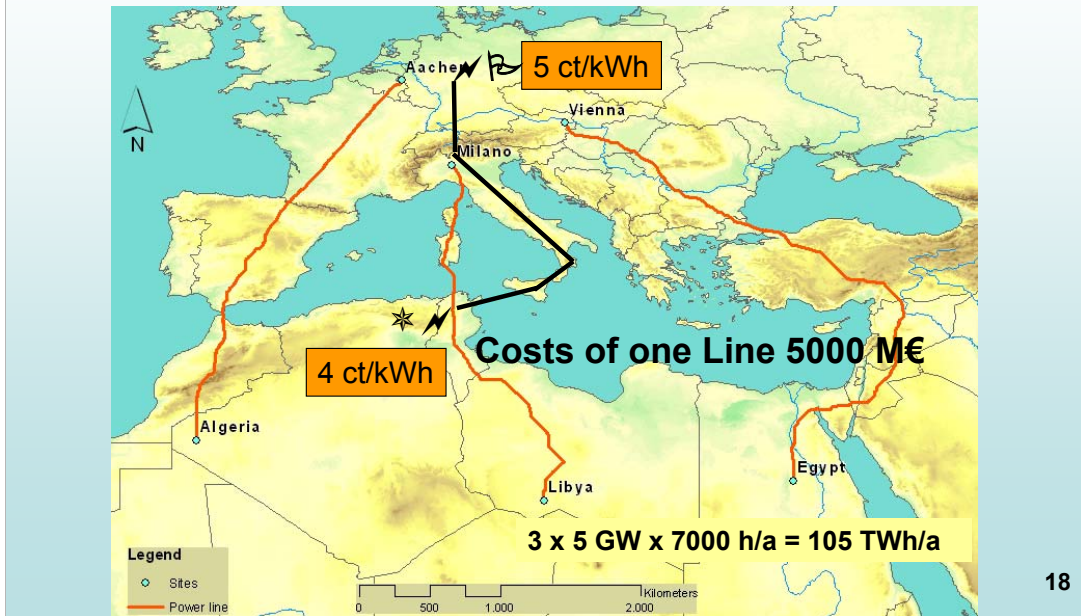 Aachen
5 ct/kWh
N
Vienna
Milano
Costs of one Line 5000 M€
4 ct/kWh
Algeria
Egypt
Libya
3 x 5 GW x 7000 h/a = 105 TWh/a
Legend
Sites
Power line
Kilometers
0 500 1.000 2.000
18